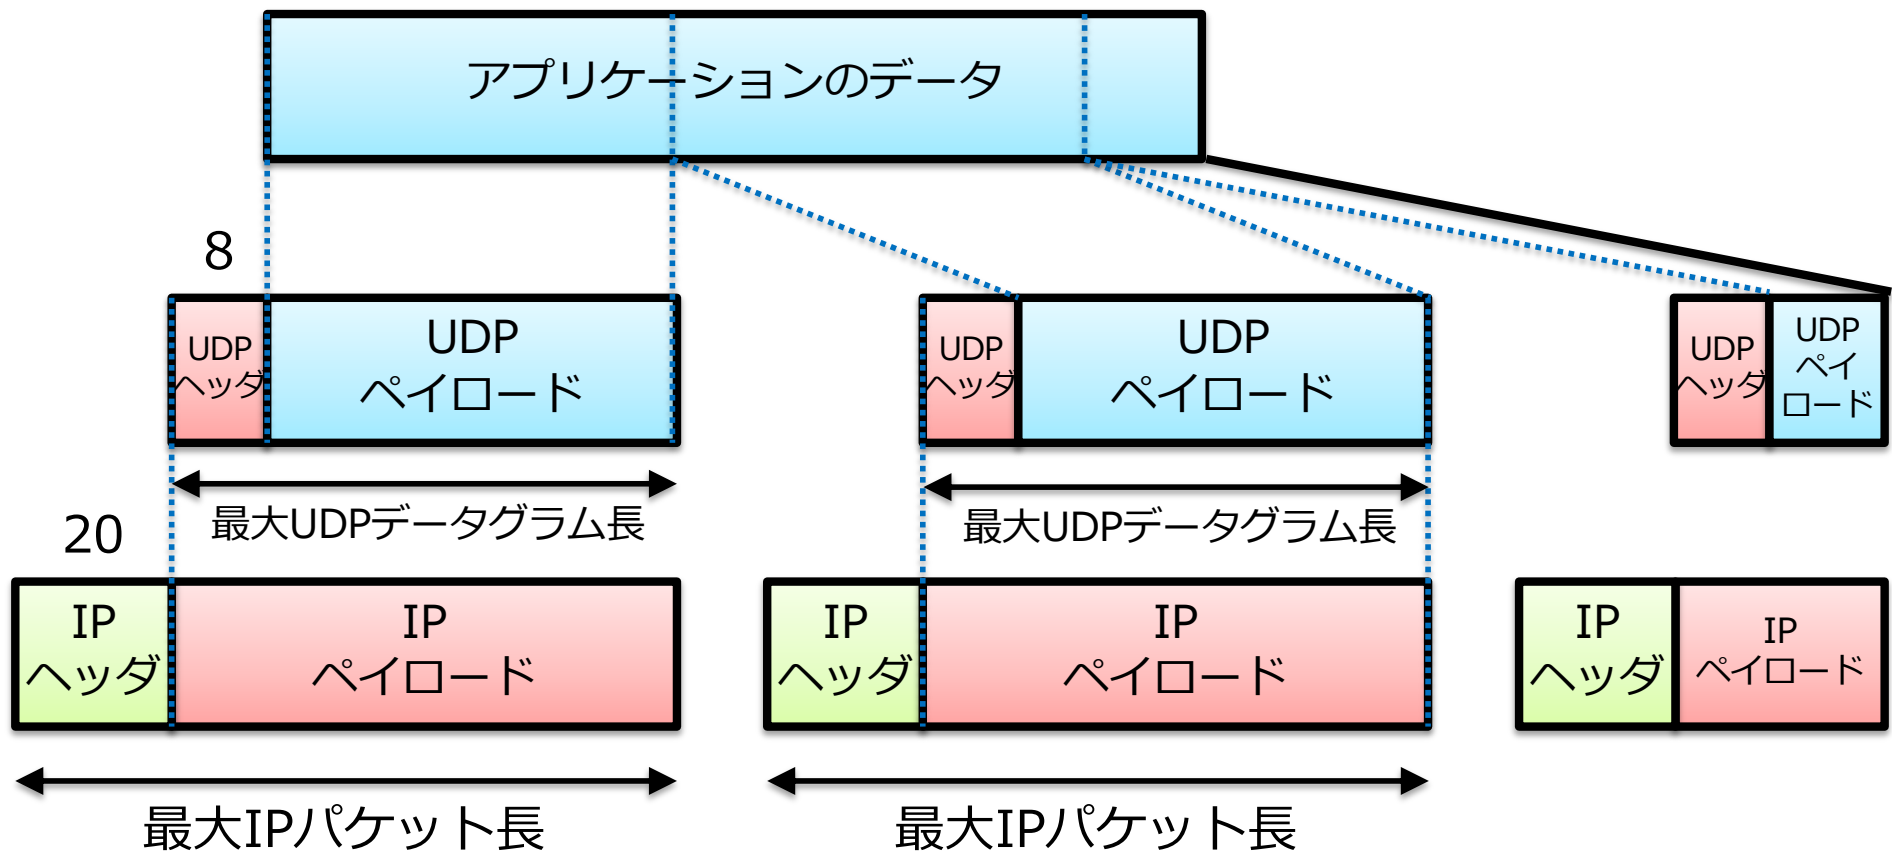 アプリケーションのデータ
8
UDP
ヘッダ
UDP
ペイロード
UDP
ヘッダ
UDP
ペイロード
UDP
ヘッダ
UDP
ペイ
ロード
最大UDPデータグラム長
最大UDPデータグラム長
20
IP
ヘッダ
IP
ペイロード
IP
ヘッダ
IP
ペイロード
IP
ヘッダ
IP
ペイロード
最大IPパケット長
最大IPパケット長